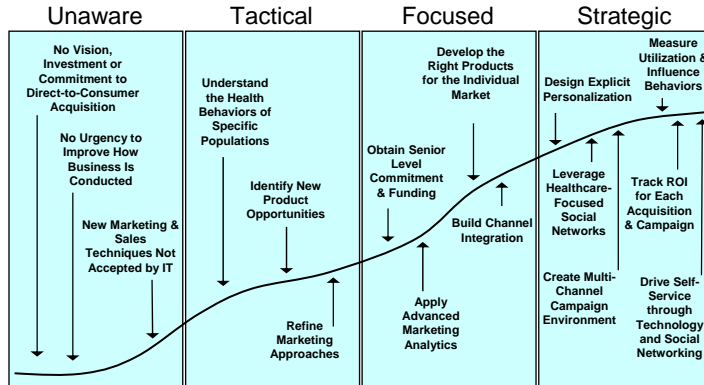 Unaware
Tactical
Focused
Strategic
No Vision,
Investment or
Commitment to
Direct-to-Consumer
Acquisition
No Urgency to
Improve How
Business Is
Conducted
New Marketing &
Sales
Techniques Not
Accepted by IT
Understand
the Health
Behaviors of
Specific
Populations
Identify New
Product
Opportunities
Refine
Marketing
Approaches
Obtain Senior
Level
Commitment
& Funding
Apply
Advanced
Marketing
Analytics
Develop the
Right Products
for the Individual
Market
Build Channel
Integration
Design Explicit
Personalization
Leverage
Healthcare-
Focused
Social
Networks
Create Multi-
Channel
Campaign
Environment
Measure
Utilization &
Influence
Behaviors
Track ROI
for Each
Acquisition
& Campaign
Drive Self-
Service
through
Technology
and Social
Networking